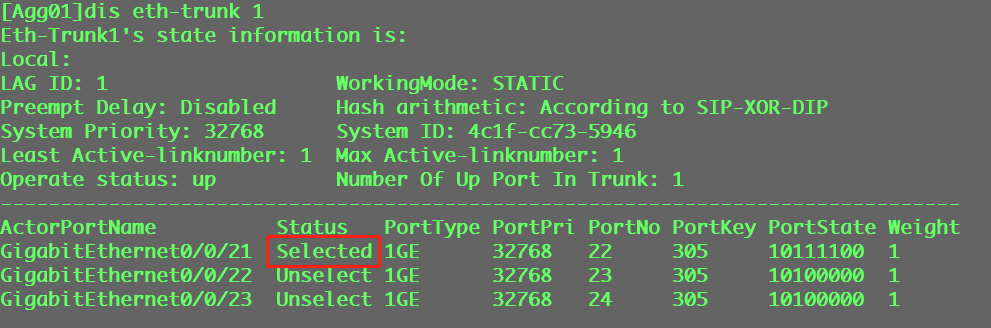 [Agg01]dis eth-trunk 1
Eth-Trunk1's state information is:
Local:
LAG ID: 1 WorkingMode: STATIC
Preempt Delay: Disabled Hash arithmetic: According to SIP-XOR-DIP
System Priority: 32768 System ID: 4c1f-cc73-5946
Least Active-linknumber: 1 Max Active-linknumber: 1
Operate status: up Number Of Up Port In Trunk: 1
--------------------------------------------------------------------------------
ActorPortName Status PortType PortPri PortNo PortKey PortState Weight
GigabitEthernet0/0/21 Selected 1GE 32768 22 305 10111100 1
GigabitEthernet0/0/22 Unselect 1GE 32768 23 305 10100000 1
GigabitEthernet0/0/23 Unselect 1GE 32768 24 305 10100000 1